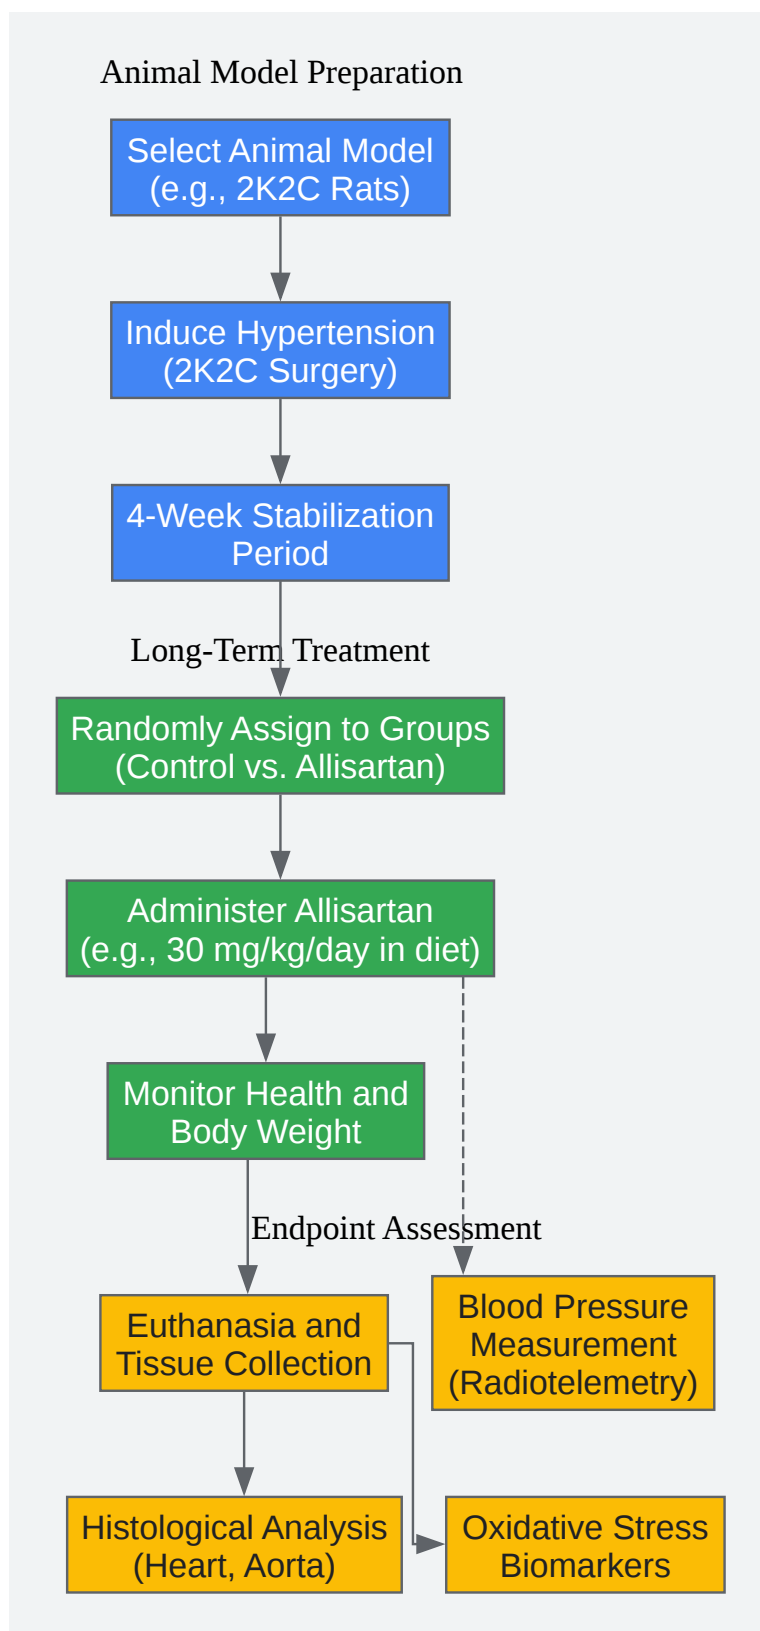 Animal Model Preparation
Select Animal Model
(e.g., 2K2C Rats)
Induce Hypertension
(2K2C Surgery)
4-Week Stabilization
Period
Long-Term Treatment
Randomly Assign to Groups
(Control vs. Allisartan)
Administer Allisartan
(e.g., 30 mg/kg/day in diet)
Monitor Health and
Body Weight
Endpoint Assessment
Euthanasia and
Tissue Collection
Blood Pressure
Measurement
(Radiotelemetry)
Histological Analysis
(Heart, Aorta)
Oxidative Stress
Biomarkers